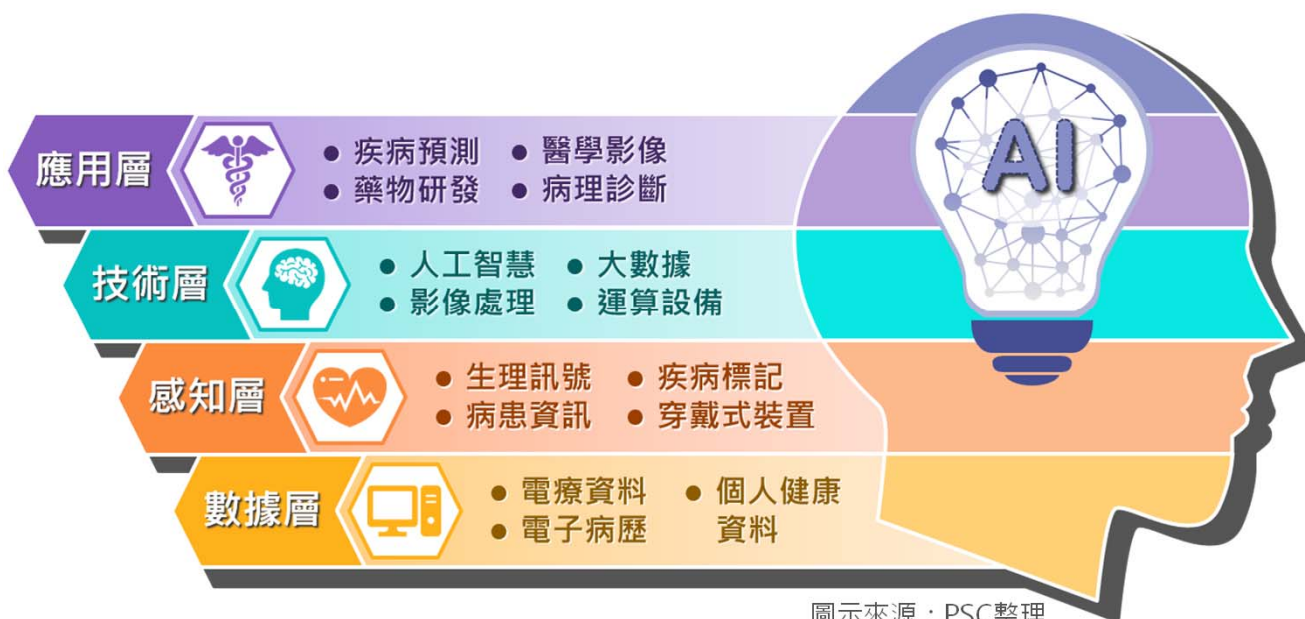 應用層
● 疾病預測 ● 醫學影像
● 藥物研發 ● 病理診斷
AI
技術層
● 人工智慧 ● 大數據
● 影像處理 ● 運算設備
感知層
● 生理訊號 ● 疾病標記
● 病患資訊 ● 穿戴式裝置
數據層
● 電療資料 ● 個人健康
● 電子病歷 資料
圖示來源：PSC整理